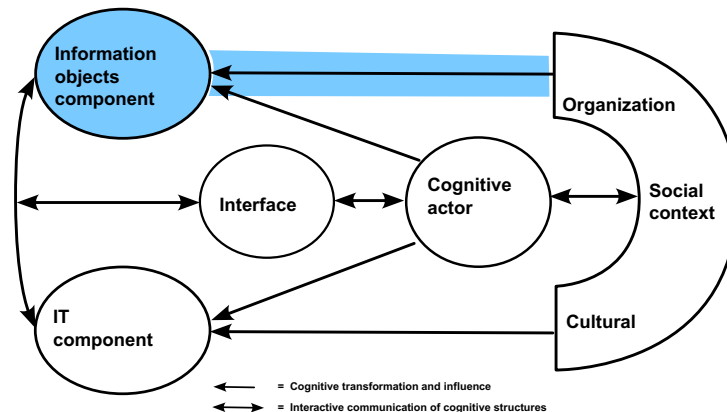 Information
objects
component
Organization
Cognitive
actor
Interface
Social
context
IT
component
Cultural
= Cognitive transformation and influence
= Interactive communication of cognitive structures